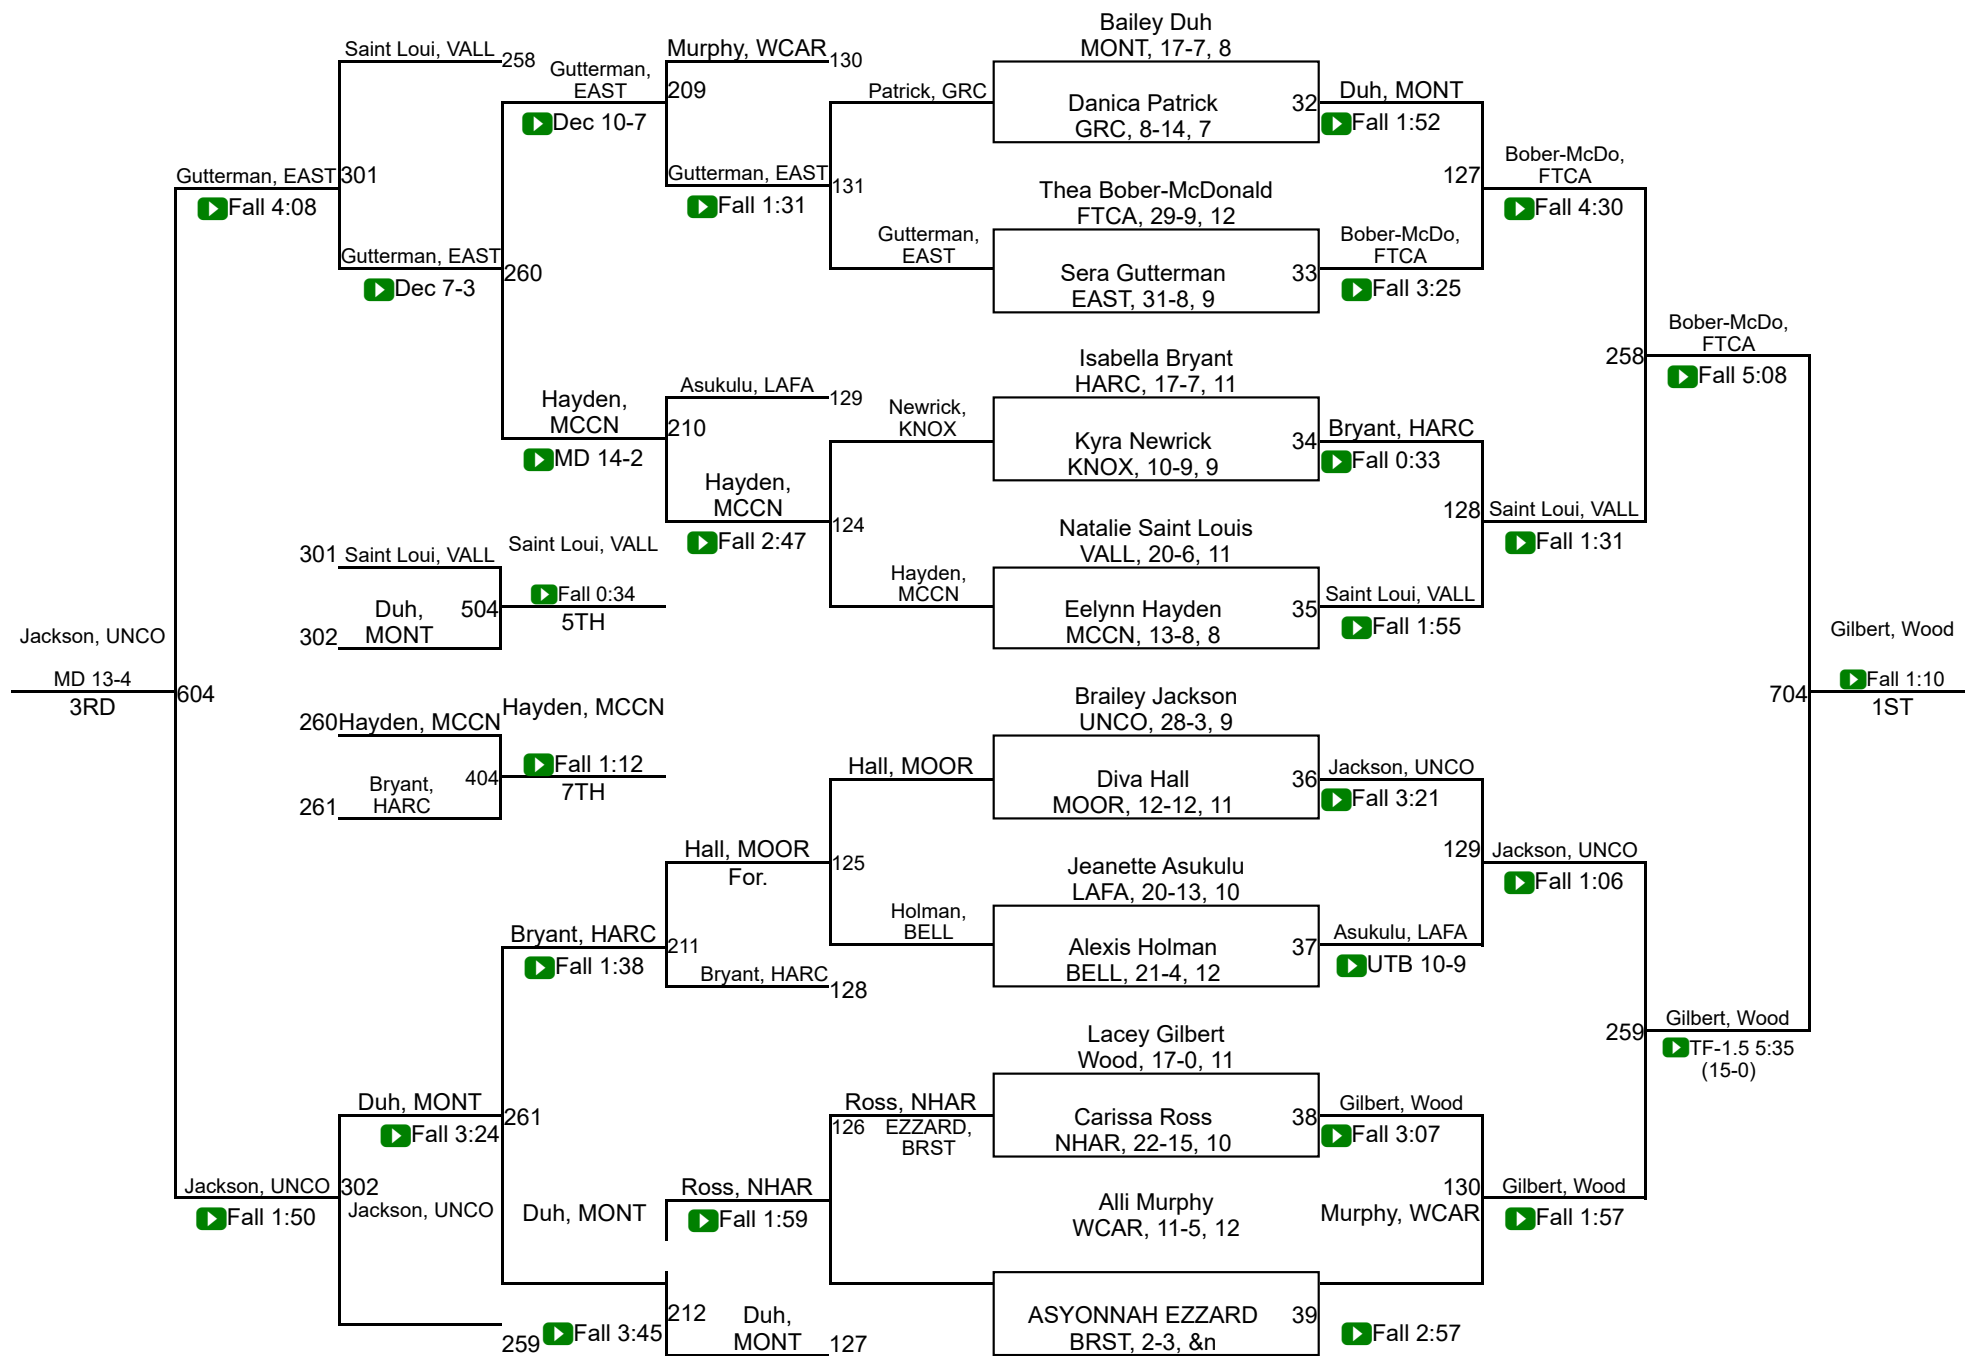 Bailey Duh
MONT, 17-7, 8
Saint Loui, VALL
258
Murphy, WCAR
130
Gutterman,
EAST
209
Patrick, GRC
Danica Patrick
GRC, 8-14, 7
32
Duh, MONT
Dec 10-7
Fall 1:52
Gutterman, EAST
301
Fall 4:08
Gutterman, EAST
131
Fall 1:31
127
Bober-McDo,
FTCA
Fall 4:30
Thea Bober-McDonald
FTCA, 29-9, 12
Gutterman,
EAST
Bober-McDo,
FTCA
Gutterman, EAST
260
Dec 7-3
Sera Gutterman
EAST, 31-8, 9
33
Fall 3:25
Bober-McDo,
FTCA
258
Fall 5:08
Isabella Bryant
HARC, 17-7, 11
Asukulu, LAFA
129
Hayden,
MCCN
210
MD 14-2
Newrick,
KNOX
Kyra Newrick
KNOX, 10-9, 9
34
Bryant, HARC
Fall 0:33
Hayden,
MCCN
124
Fall 2:47
128
Saint Loui, VALL
Fall 1:31
Natalie Saint Louis
VALL, 20-6, 11
301
Saint Loui, VALL
Saint Loui, VALL
Hayden,
MCCN
Fall 0:34
5TH
Duh,
MONT
504
302
Eelynn Hayden
MCCN, 13-8, 8
35
Saint Loui, VALL
Fall 1:55
Jackson, UNCO
MD 13-4
3RD
604
Gilbert, Wood
Fall 1:10
1ST
704
Brailey Jackson
UNCO, 28-3, 9
260
Hayden, MCCN
Hayden, MCCN
Fall 1:12
7TH
Bryant,
HARC
404
261
Hall, MOOR
Diva Hall
MOOR, 12-12, 11
36
Jackson, UNCO
Fall 3:21
Hall, MOOR
For.
125
129
Jackson, UNCO
Fall 1:06
Jeanette Asukulu
LAFA, 20-13, 10
Holman,
BELL
Alexis Holman
BELL, 21-4, 12
37
Asukulu, LAFA
UTB 10-9
Bryant, HARC
211
Fall 1:38
Bryant, HARC
128
Lacey Gilbert
Wood, 17-0, 11
259
Gilbert, Wood
TF-1.5 5:35
(15-0)
Duh, MONT
261
Fall 3:24
Ross, NHAR
126
EZZARD,
BRST
Carissa Ross
NHAR, 22-15, 10
38
Gilbert, Wood
Fall 3:07
Jackson, UNCO
302
Fall 1:50
Jackson, UNCO
Duh, MONT
Ross, NHAR
Fall 1:59
Alli Murphy
WCAR, 11-5, 12
Murphy, WCAR
130
Gilbert, Wood
Fall 1:57
259
Fall 3:45
212
Duh,
MONT
127
ASYONNAH EZZARD
BRST, 2-3, &n
39
Fall 2:57